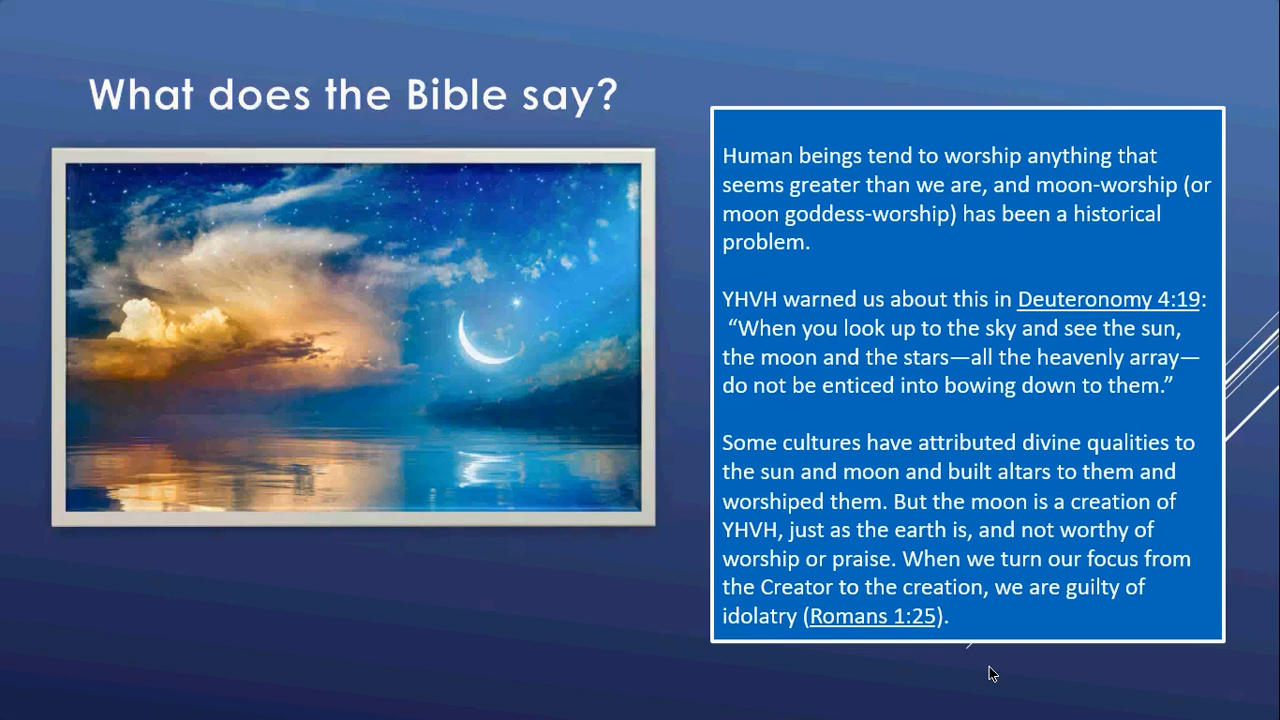 What does the Bible say?
Human beings tend to worship anything that
seems greater than we are, and moon-worship (or
moon goddess-worship) has been a historical
problem.
YHVH warned us about this in Deuteronomy 4:19:
“When you look up to the sky and see the sun,
the moon and the stars—all the heavenly array—
do not be enticed into bowing down to them.”
Some cultures have attributed divine qualities to
the sun and moon and built altars to them and
worshiped them. But the moon is a creation of
YHVH, just as the earth is, and not worthy of
worship or praise. When we turn our focus from
the Creator to the creation, we are guilty of
idolatry (Romans 1:25).